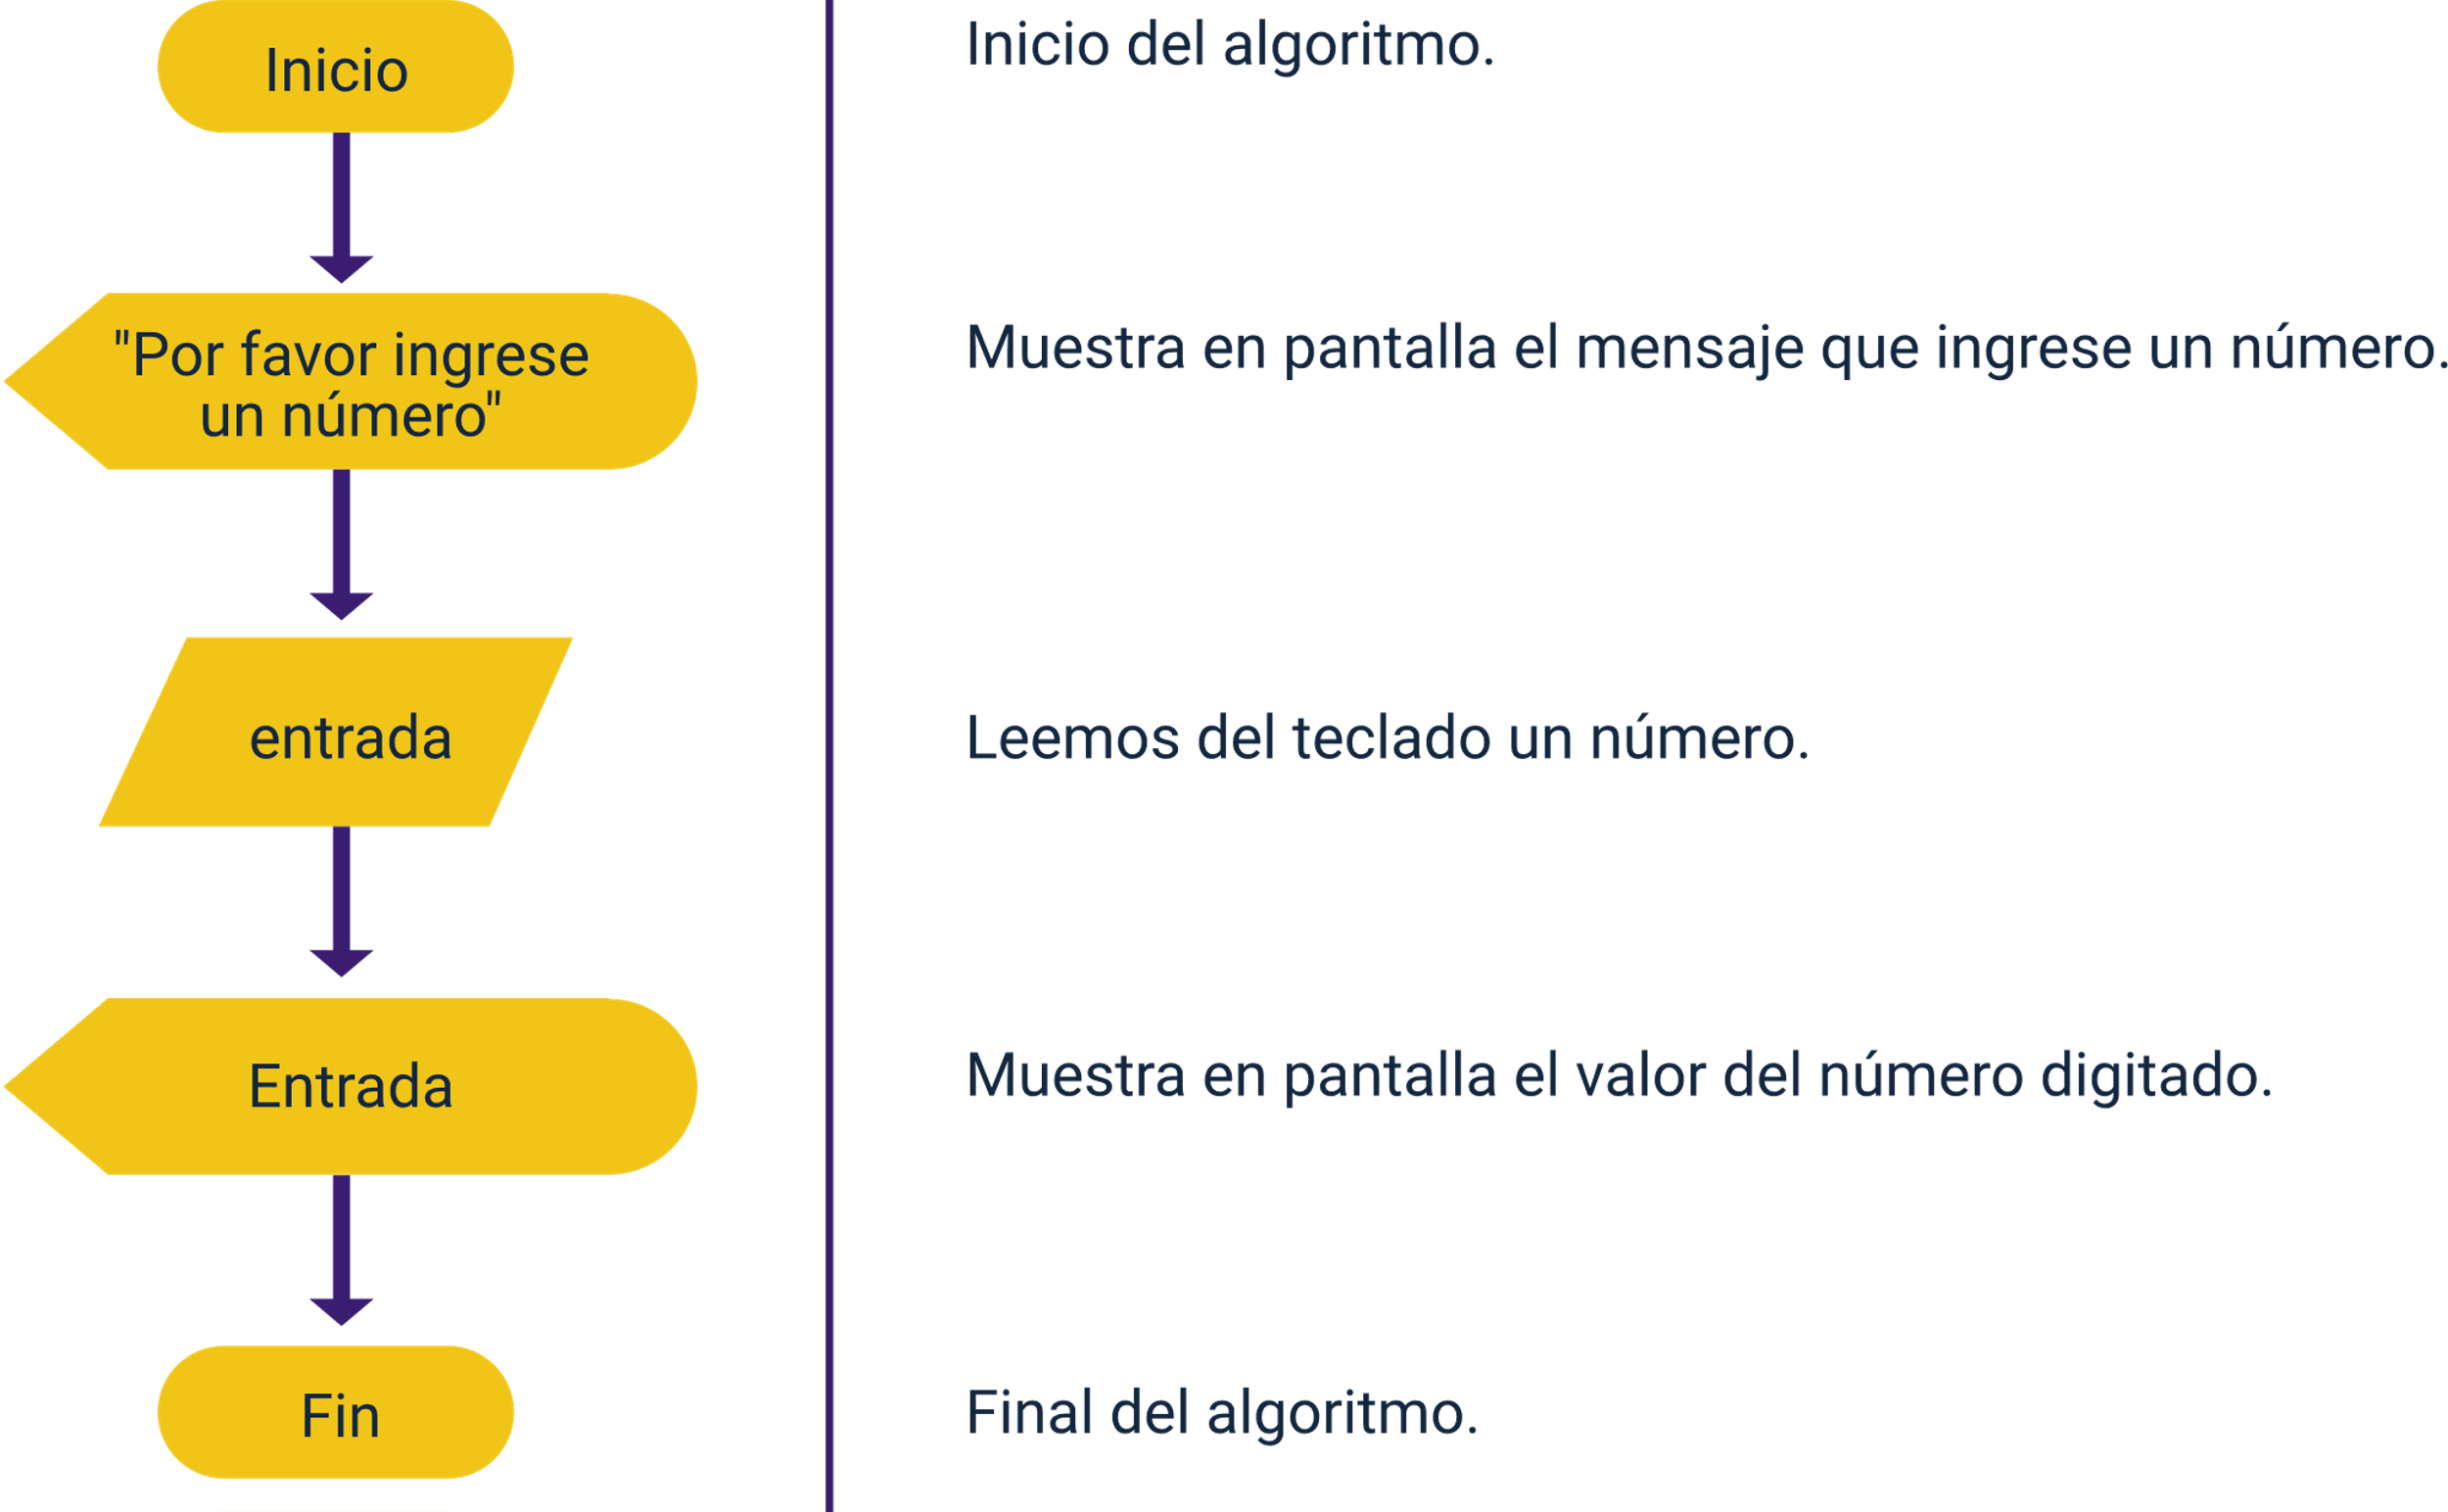 Inicio
Inicio del algoritmo.
"Por favor ingrese
un número"
Muestra en pantalla el mensaje que ingrese un número.
entrada
Leemos del teclado un número.
Entrada
Muestra en pantalla el valor del número digitado.
Fin
Final del algoritmo.